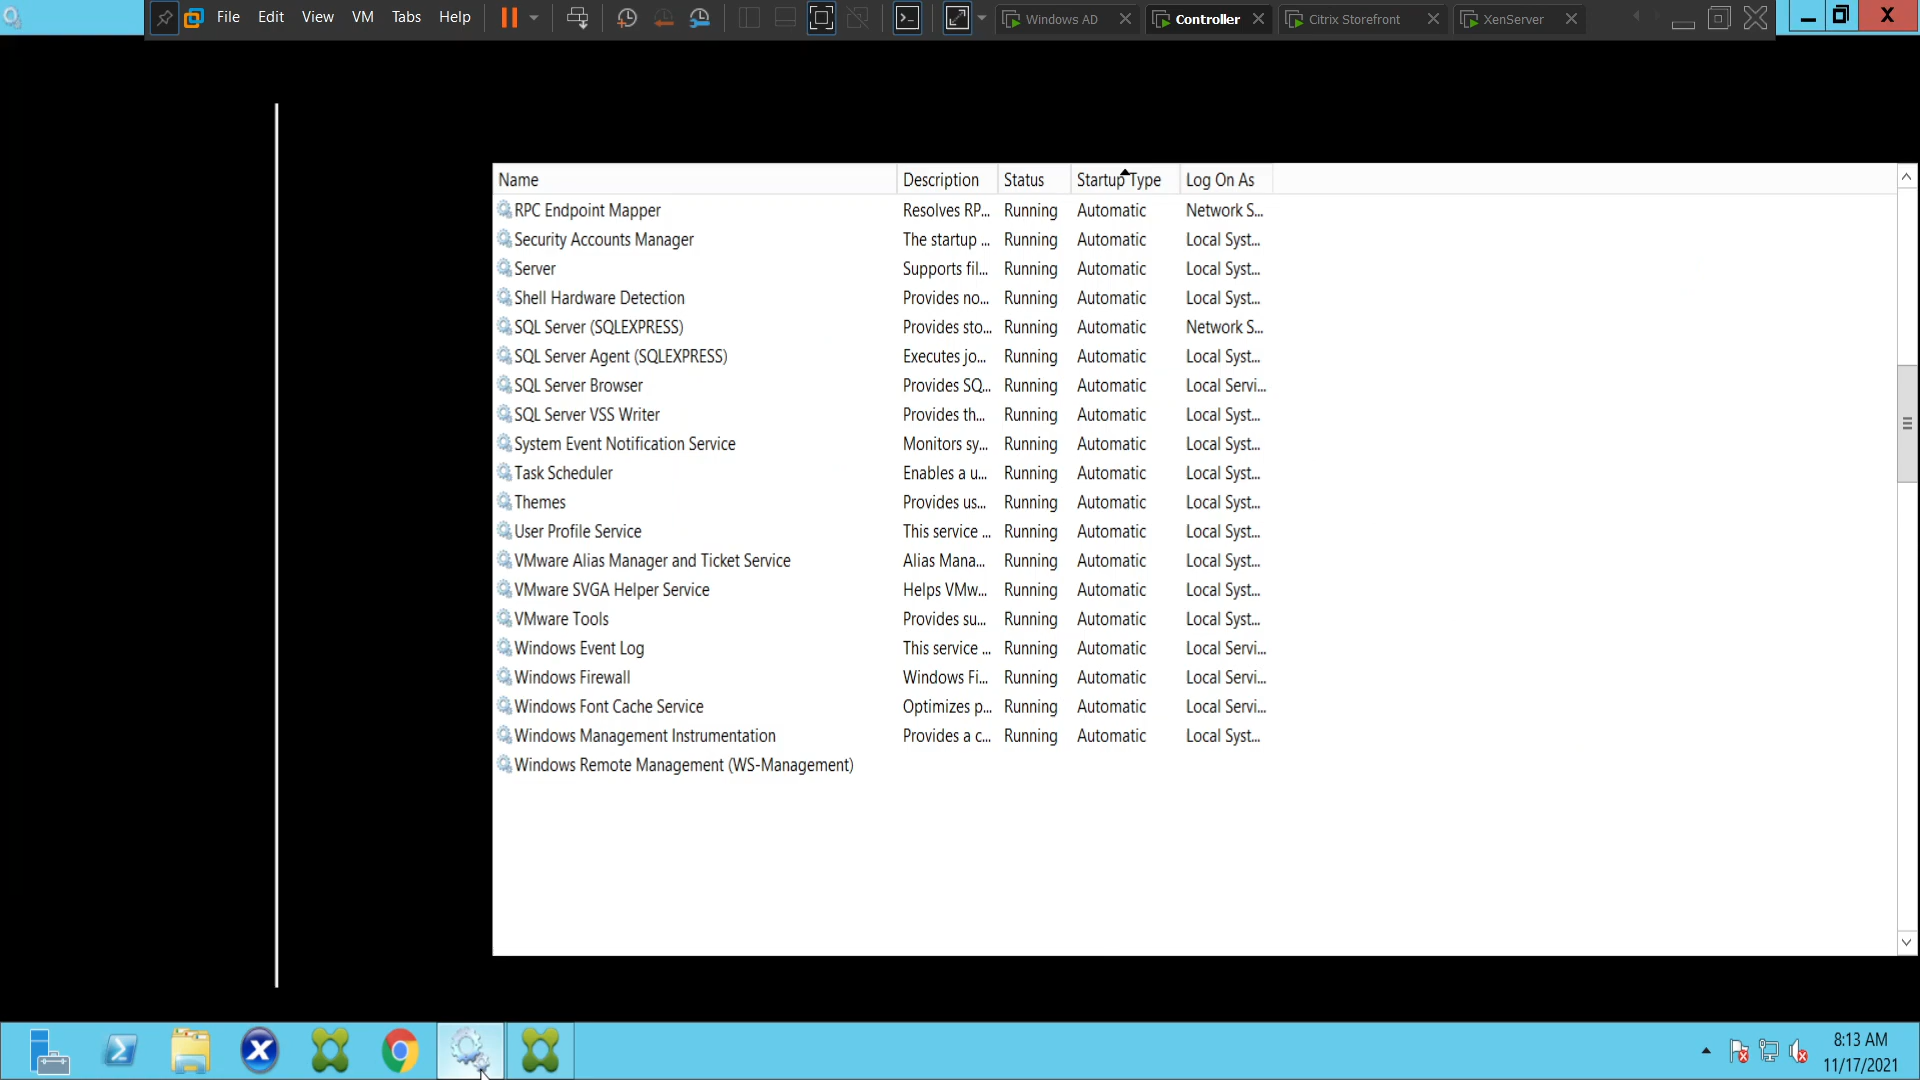 File Edit View VM Tabs Help Windows AD Controller Citrix Storefront XenServer
Name Description Status Startup Type Log On As
RPC Endpoint Mapper Resolves RP... Running Automatic Network S...
Security Accounts Manager The startup ... Running Automatic Local Syst...
Server Supports fil... Running Automatic Local Syst...
Shell Hardware Detection Provides no... Running Automatic Local Syst...
SQL Server (SQLEXPRESS) Provides sto... Running Automatic Network S...
SQL Server Agent (SQLEXPRESS) Executes jo... Running Automatic Local Syst...
SQL Server Browser Provides SQ... Running Automatic Local Servi...
SQL Server VSS Writer Provides th... Running Automatic Local Syst...
System Event Notification Service Monitors sy... Running Automatic Local Syst...
Task Scheduler Enables a u... Running Automatic Local Syst...
Themes Provides us... Running Automatic Local Syst...
User Profile Service This service ... Running Automatic Local Syst...
VMware Alias Manager and Ticket Service Alias Mana... Running Automatic Local Syst...
VMware SVGA Helper Service Helps VMw... Running Automatic Local Syst...
VMware Tools Provides su... Running Automatic Local Syst...
Windows Event Log This service ... Running Automatic Local Servi...
Windows Firewall Windows Fi... Running Automatic Local Servi...
Windows Font Cache Service Optimizes p... Running Automatic Local Servi...
Windows Management Instrumentation Provides a c... Running Automatic Local Syst...
Windows Remote Management (WS-Management)
8:13 AM
11/17/2021